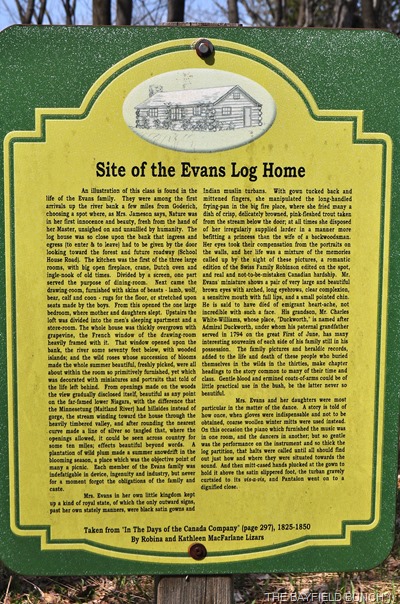 Site of the Evans Log Home
An illustration of this class is found in the
life of the Evans family. They were among the first
arrivals up the river bank a few miles from Goderich,
choosing a spot where, as Mrs. Jameson says, Nature was
in her first innocence and beauty, fresh from the hand of
her Master, unsighed on and unsullied by humanity. The
log house was so close upon the bank that ingress and
egress (to enter & to leave) had to be given by the door
looking toward the forest and future roadway (School
House Road). The kitchen was the first of the three large
rooms, with big open fireplace, crane, Dutch oven and
ingle-nook of old times. Divided by a screen, one part
served the purpose of dining-room. Next came the
drawing-room, furnished with skins of beasts - lamb, wolf,
bear, calf and coon - rugs for the floor, or stretched upon
seats made by the boys. From this opened the one large
bedroom, where mother and daughters slept. Upstairs the
loft was divided into the men's sleeping apartment and a
store-room. The whole house was thickly overgrown with
grapevine, the French window of the drawing-room
heavily framed with it. That window opened upon the
bank, the river some seventy feet below, with wooded
islands; and the wild roses whose succession of blooms
made the whole summer beautiful, freshly picked, were all
about within the room so primitively furnished, yet which
was decorated with miniatures and portraits that told of
the life left behind. From openings made on the woods
the view gradually disclosed itself, beautiful as any point
on the far-famed lower Niagara, with the difference that
the Minnesetung (Maitland River) had hillsides instead of
gorge, the stream winding toward the house through the
heavily timbered valley, and after rounding the nearest
curve made a line of silver so tangled that, where the
openings allowed, it could be seen across country for
some ten miles; effects beautiful beyond words. A
plantation of wild plum made a summer snowdrift in the
blooming season, a place which was the objective point of
many a picnic. Each member of the Evans family was
indefatigable in device, ingenuity and industry, but never
for a moment forgot the obligations of the family and
caste.
Mrs. Evans in her own little kingdom kept
up a kind of royal state, of which the only outward signs,
past her own stately manners, were black satin gowns and
Indian muslin turbans. With gown tucked back and
mittened fingers, she manipulated the long-handled
frying-pan in the big fire place, where she fried many a
dish of crisp, delicately browned, pink-fleshed trout taken
from the stream below the door; at all times she disposed
of her irregularly supplied larder in a manner more
befitting a princess than the wife of a backwoodsman.
Her eyes took their compensation from the portraits on
the walls, and her life was a mixture of the memories
called up by the sight of these pictures, a romantic
edition of the Swiss Family Robinson edited on the spot,
and real and not-to-be-mistaken Canadian hardship. Mr.
Evans' miniature shows a pair of very large and beautiful
brown eyes with arched, long eyebrows, clear complexion,
a sensitive mouth with full lips, and a small pointed chin.
He is said to have died of emigrant heart-ache, not
incredible with such a face. His grandson, Mr. Charles
White-Williams, whose place, "Duckworth," is named after
Admiral Duckworth, under whom his paternal grandfather
served in 1794 on the great First of June, has many
interesting souvenirs of each side of his family still in his
possession. The family pictures and heraldic records,
added to the life and death of these people who buried
themselves in the wilds in the thirties, make chapter
headings to the story common to many of their time and
class. Gentle blood and ermined coats-of-arms could be of
little practical use in the bush, be the latter never so
beautiful.
Mrs. Evans and her daughters were most
particular in the matter of the dance. A story is told of
how once, when gloves were indispensable and not to be
obtained, coarse woollen winter mitts were used instead.
On this occasion the piano which furnished the music was
in one room, and the dancers in another; but so gentle
was the performance on the instrument and so thick the
log partition, that halts were called until all should find
out just how and where they were situated towards the
sound. And then mitt-cased hands plucked at the gown to
hold it above the satin slippered foot, the turban gravely
curtsied to its vis-a-vis, and Pantalon went on to a
dignified close.
Taken from "In The Days of the Canada Company" (page 297), 1825-1850
By Robina and Kathleen MacFarlane Lizars
THE BAYFIELD BUNCH